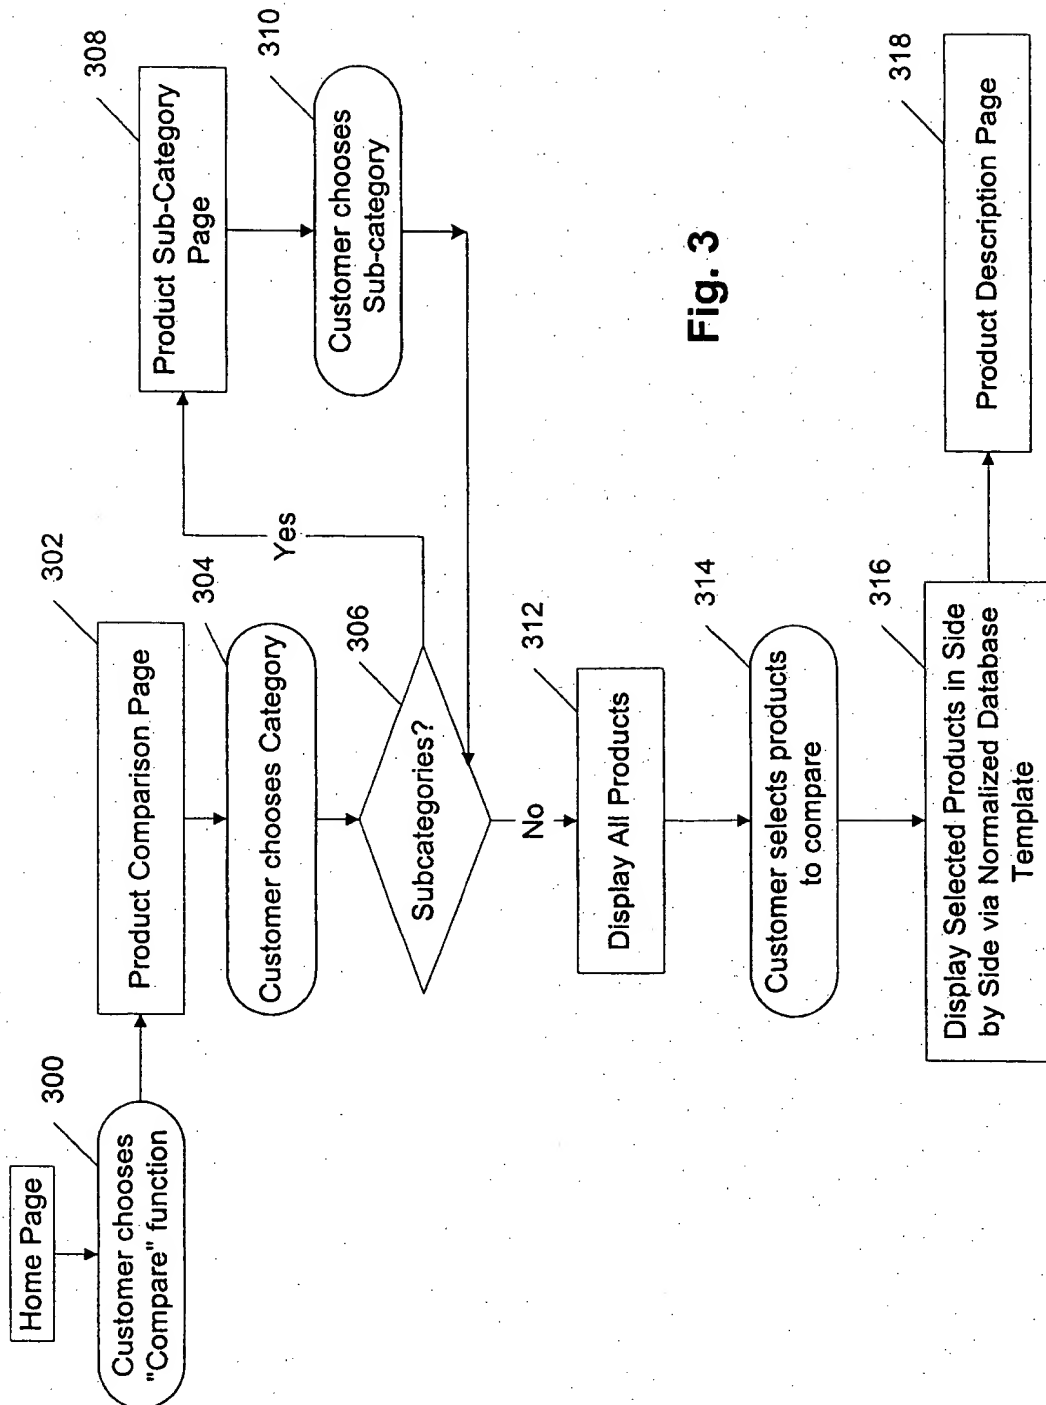 Home Page
300
Customer chooses
"Compare" function
302
Product Comparison Page
304
Customer chooses Category
306
Subcategories?
Yes
308
Product Sub-Category
Page
310
Customer chooses
Sub-category
No
312
Display All Products
314
Customer selects products
to compare
316
Display Selected Products in Side
by Side via Normalized Database
Template
318
Product Description Page
Fig. 3